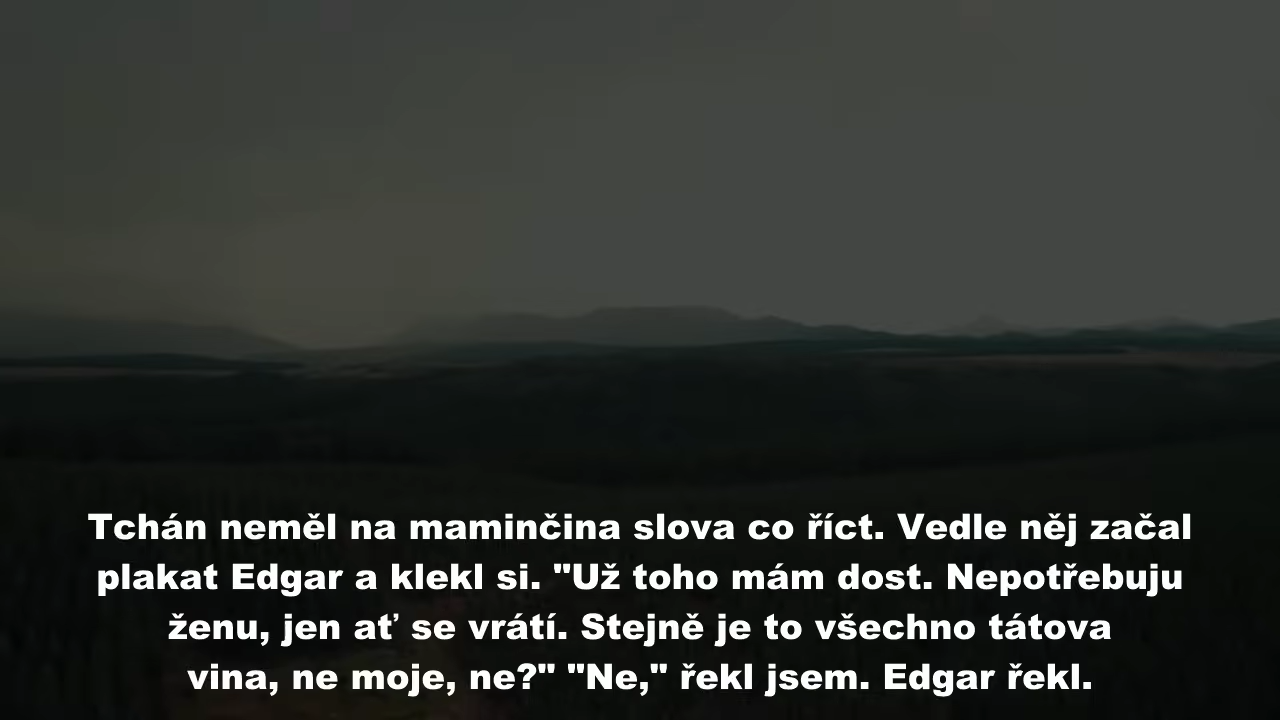 Tchán neměl na maminčina slova co říct. Vedle něj začal
plakat Edgar a klekl si. "Už toho mám dost. Nepotřebuju
ženu, jen ať se vrátí. Stejně je to všechno tátova
vina, ne moje, ne?" "Ne," řekl jsem. Edgar řekl.